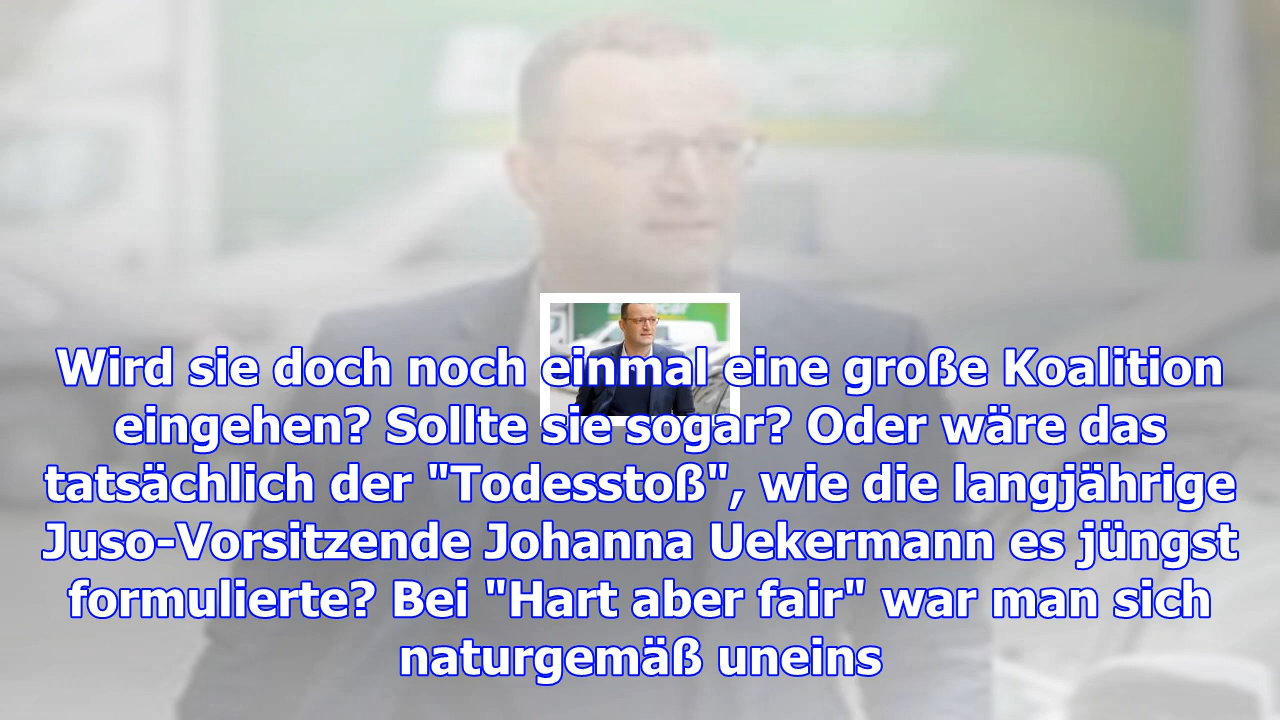 Wird sie doch noch einmal eine große Koalition
eingehen? Sollte sie sogar? Oder wäre das
tatsächlich der "Todesstoß", wie die langjährige
Juso-Vorsitzende Johanna Uekermann es jüngst
formulierte? Bei "Hart aber fair" war man sich
naturgemäß uneins